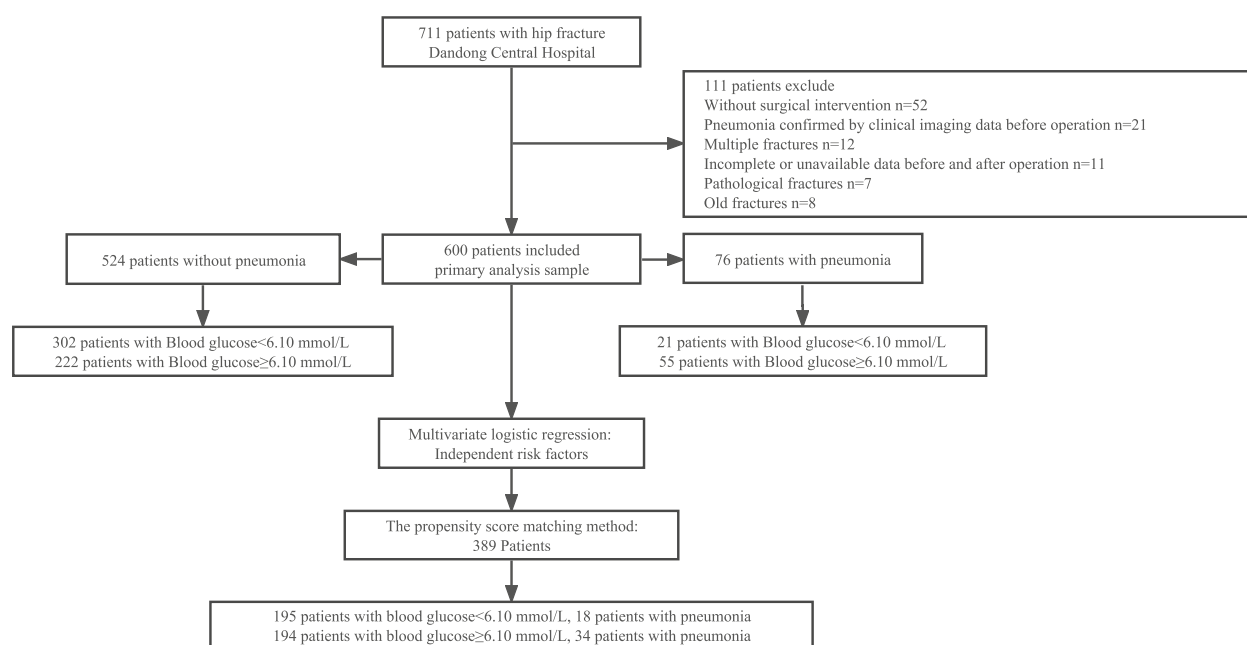 711 patients with hip fracture
Dandong Central Hospital
111 patients exclude
Without surgical intervention n=52
Pneumonia confirmed by clinical imaging data before operation n=21
Multiple fractures n=12
Incomplete or unavailable data before and after operation n=11
Pathological fractures n=7
Old fractures n=8
524 patients without pneumonia
600 patients included
primary analysis sample
76 patients with pneumonia
302 patients with Blood glucose<6.10 mmol/L
222 patients with Blood glucose≥6.10 mmol/L
21 patients with Blood glucose<6.10 mmol/L
55 patients with Blood glucose≥6.10 mmol/L
Multivariate logistic regression:
Independent risk factors
The propensity score matching method:
389 Patients
195 patients with blood glucose<6.10 mmol/L, 18 patients with pneumonia
194 patients with blood glucose≥6.10 mmol/L, 34 patients with pneumonia